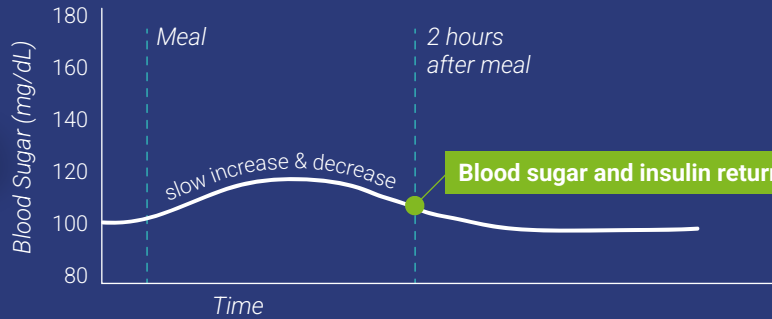 180
Meal
2 hours
after meal
160
140
120
100
80
Blood Sugar (mg/dL)
slow increase & decrease
Blood sugar and insulin return
Time